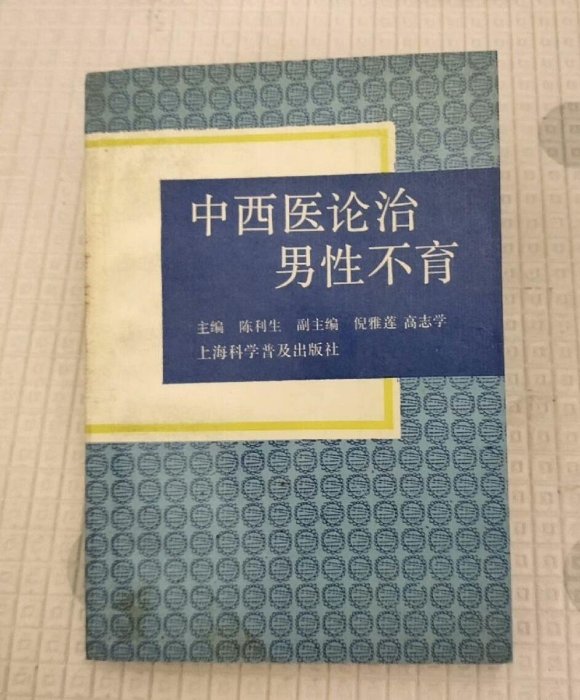 中西医论治
男性不育
主编 陈利生 副主编 倪雅莲 高志学
上海科学普及出版社